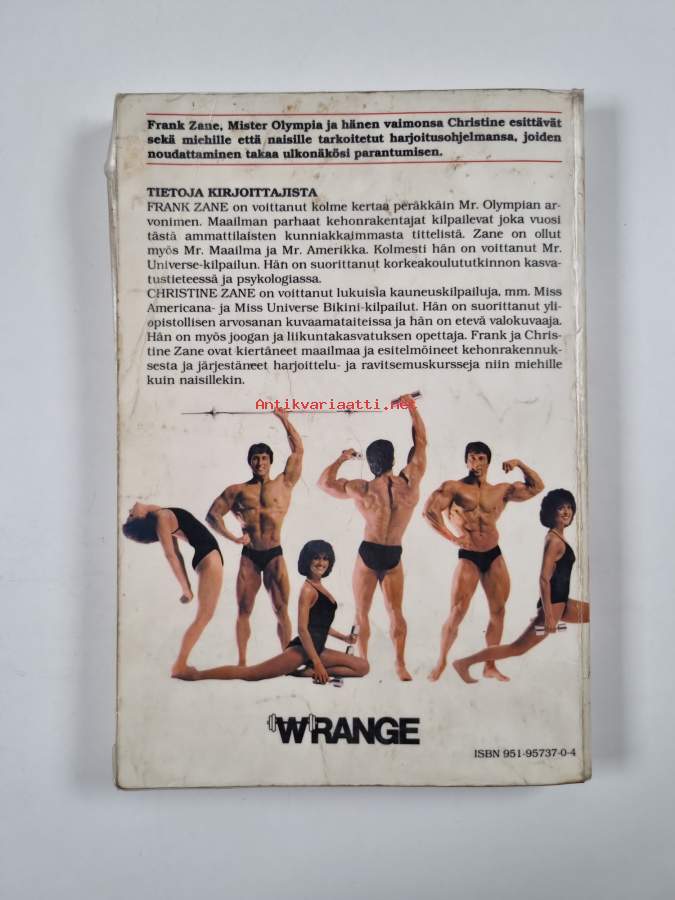 Frank Zane, Mister Olympia ja hänen vaimonsa Christine esittävät
sekä miehille että naisille tarkoitetut harjoitusohjelmansa, joiden
noudattaminen takaa ulkonäkösi parantumisen.
TIETOJA KIRJOITTAJISTA
FRANK ZANE on voittanut kolme kertaa peräkkäin Mr. Olympian ar-
vonimen. Maailman parhaat kehonrakentajat kilpailevat joka vuosi
tästä ammattilaisten kunniakkaimmasta tittelistä. Zane on ollut
myös Mr. Maailma ja Mr. Amerikka. Kolmesti hän on voittanut Mr.
Universe-kilpailun. Hän on suorittanut korkeakoulututkinnon kasva-
tustieteessä ja psykologiassa.
CHRISTINE ZANE on voittanut lukuisia kauneuskilpailuja, mm. Miss
Americana- ja Miss Universe Bikini-kilpailut. Hän on suorittanut yli-
opistollisen arvosanan kuvaamataiteissa ja hän on etevä valokuvaaja.
Hän on myös joogan ja liikuntakasvatuksen opettaja. Frank ja Chris-
tine Zane ovat kiertäneet maailmaa ja esitelmöineet kehonrakennuk-
sesta ja järjestäneet harjoittelu- ja ravitsemuskursseja niin miehille
kuin naisillekin.
Antikvariaatti.net
WRANGE
ISBN 951-95737-0-4